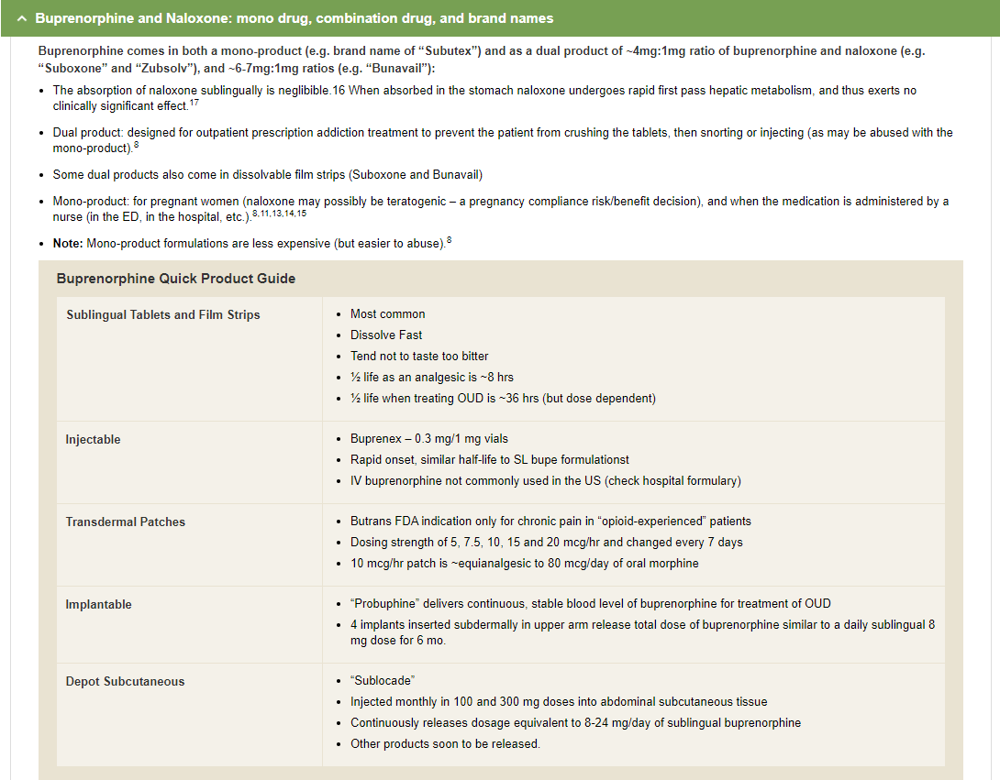 Buprenorphine and Naloxone: mono drug, combination drug, and brand names
Buprenorphine comes in both a mono-product (e.g. brand name of “Subutex”) and as a dual product of ~4mg:1mg ratio of buprenorphine and naloxone (e.g.
“Suboxone” and “Zubsolv”), and ~6-7mg:1mg ratios (e.g. “Bunavail”):
• The absorption of naloxone sublingually is neglibible.16 When absorbed in the stomach naloxone undergoes rapid first pass hepatic metabolism, and thus exerts no
clinically significant effect.17
• Dual product: designed for outpatient prescription addiction treatment to prevent the patient from crushing the tablets, then snorting or injecting (as may be abused with the
mono-product).8
• Some dual products also come in dissolvable film strips (Suboxone and Bunavail)
• Mono-product: for pregnant women (naloxone may possibly be teratogenic – a pregnancy compliance risk/benefit decision), and when the medication is administered by a
nurse (in the ED, in the hospital, etc.).8,11,13,14,15
• Note: Mono-product formulations are less expensive (but easier to abuse).8
Buprenorphine Quick Product Guide
Sublingual Tablets and Film Strips
• Most common
• Dissolve Fast
• Tend not to taste too bitter
• ½ life as an analgesic is ~8 hrs
• ½ life when treating OUD is ~36 hrs (but dose dependent)
Injectable
• Buprenex – 0.3 mg/1 mg vials
• Rapid onset, similar half-life to SL bupe formulationst
• IV buprenorphine not commonly used in the US (check hospital formulary)
Transdermal Patches
• Butrans FDA indication only for chronic pain in “opioid-experienced” patients
• Dosing strength of 5, 7.5, 10, 15 and 20 mcg/hr and changed every 7 days
• 10 mcg/hr patch is ~equianalgesic to 80 mcg/day of oral morphine
Implantable
• “Probuphine” delivers continuous, stable blood level of buprenorphine for treatment of OUD
• 4 implants inserted subdermally in upper arm release total dose of buprenorphine similar to a daily sublingual 8
mg dose for 6 mo.
Depot Subcutaneous
• “Sublocade”
• Injected monthly in 100 and 300 mg doses into abdominal subcutaneous tissue
• Continuously releases dosage equivalent to 8-24 mg/day of sublingual buprenorphine
• Other products soon to be released.